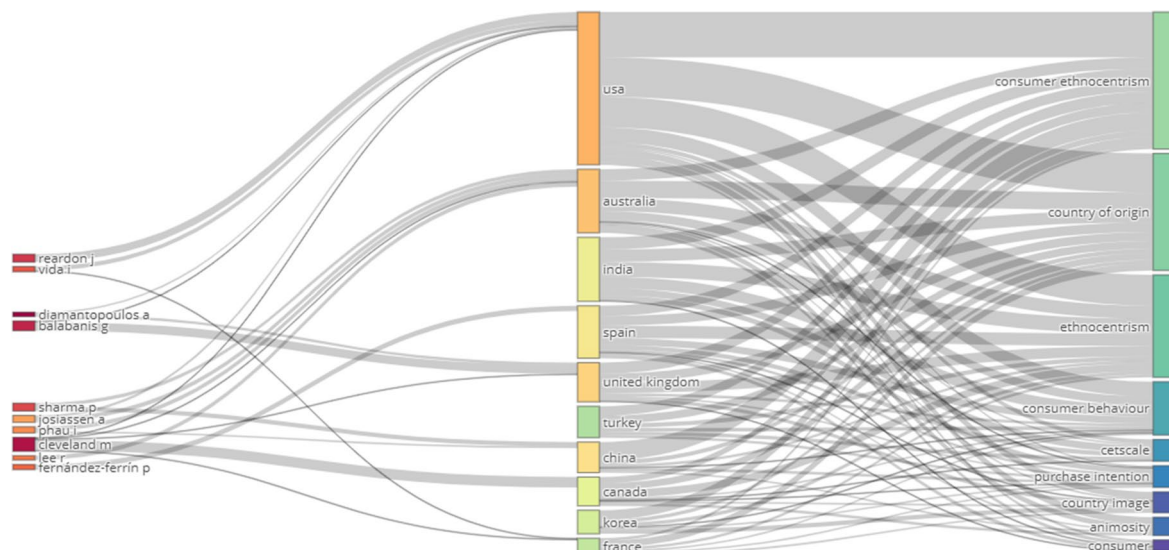 reardon j
vida i
diamantopoulos a
balabanis g
sharma p
josiassen a
phau i
cleveland m
lee r
fernández-ferrín p
usa
australia
india
spain
united kingdom
turkey
china
canada
korea
france
consumer ethnocentrism
country of origin
ethnocentrism
consumer behaviour
cetscale
purchase intention
country image
animosity
consumer